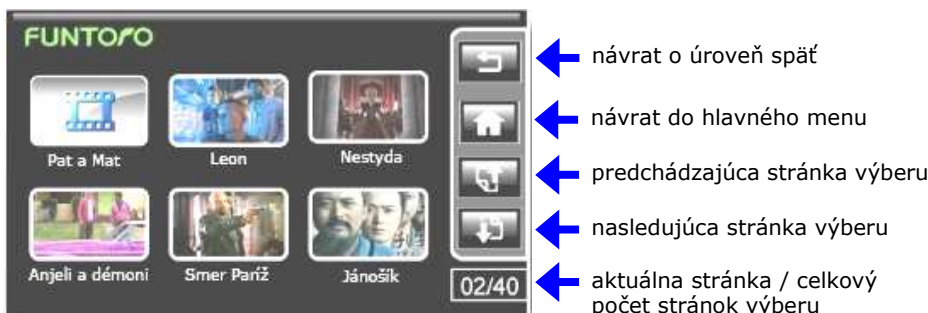 FUNTORO
Pat a Mat
Leon
Nestyda
Anjeli a démoni
Smer Paríž
Jánošík
02/40
návrat o úroveň späť
návrat do hlavného menu
predchádzajúca stránka výberu
nasledujúca stránka výberu
aktuálna stránka / celkový
počet stránok výberu